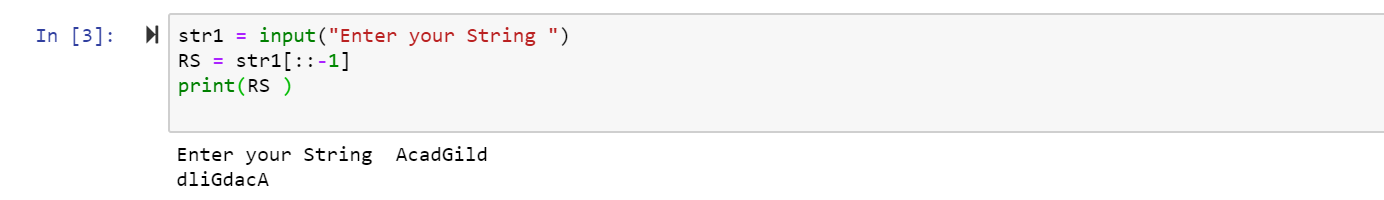 In [3]: str1 = input("Enter your String ")
RS = str1[::-1]
print(RS )
Enter your String  AcadGild
dliGdacA